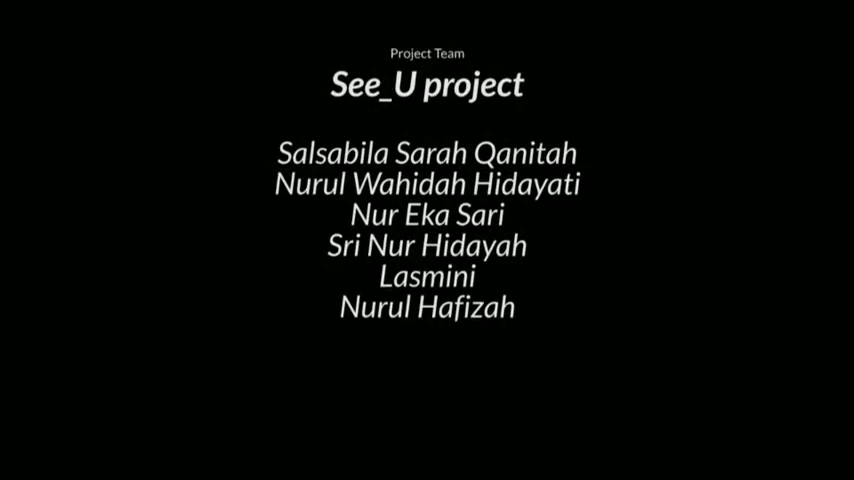 Project Team
See_U project
Salsabila Sarah Qanitah
Nurul Wahidah Hidayati
Nur Eka Sari
Sri Nur Hidayah
Lasmini
Nurul Hafizah